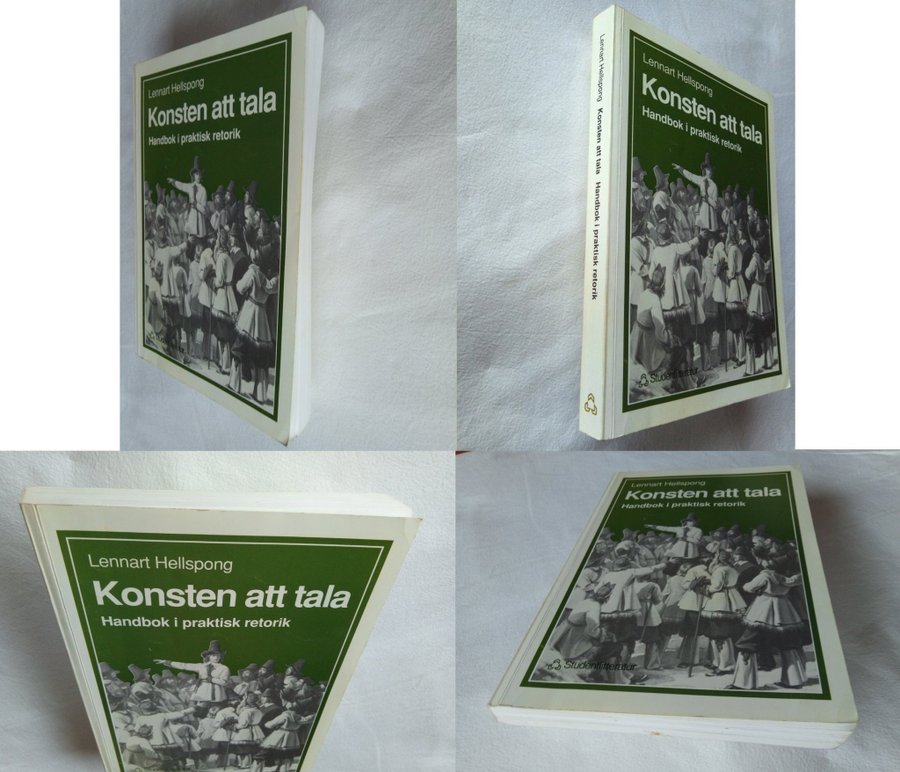 Lennart Hellspong
Konsten att tala
Handbok i praktisk retorik
Lennart Hellspong Konsten att tala Handbok i praktisk retorik
Lennart Hellspong
Konsten att tala
Handbok i praktisk retorik
Studentlitteratur
Lennart Hellspong
Konsten att tala
Handbok i praktisk retorik
Lennart Hellspong
Konsten att tala
Handbok i praktisk retorik
Studentlitteratur